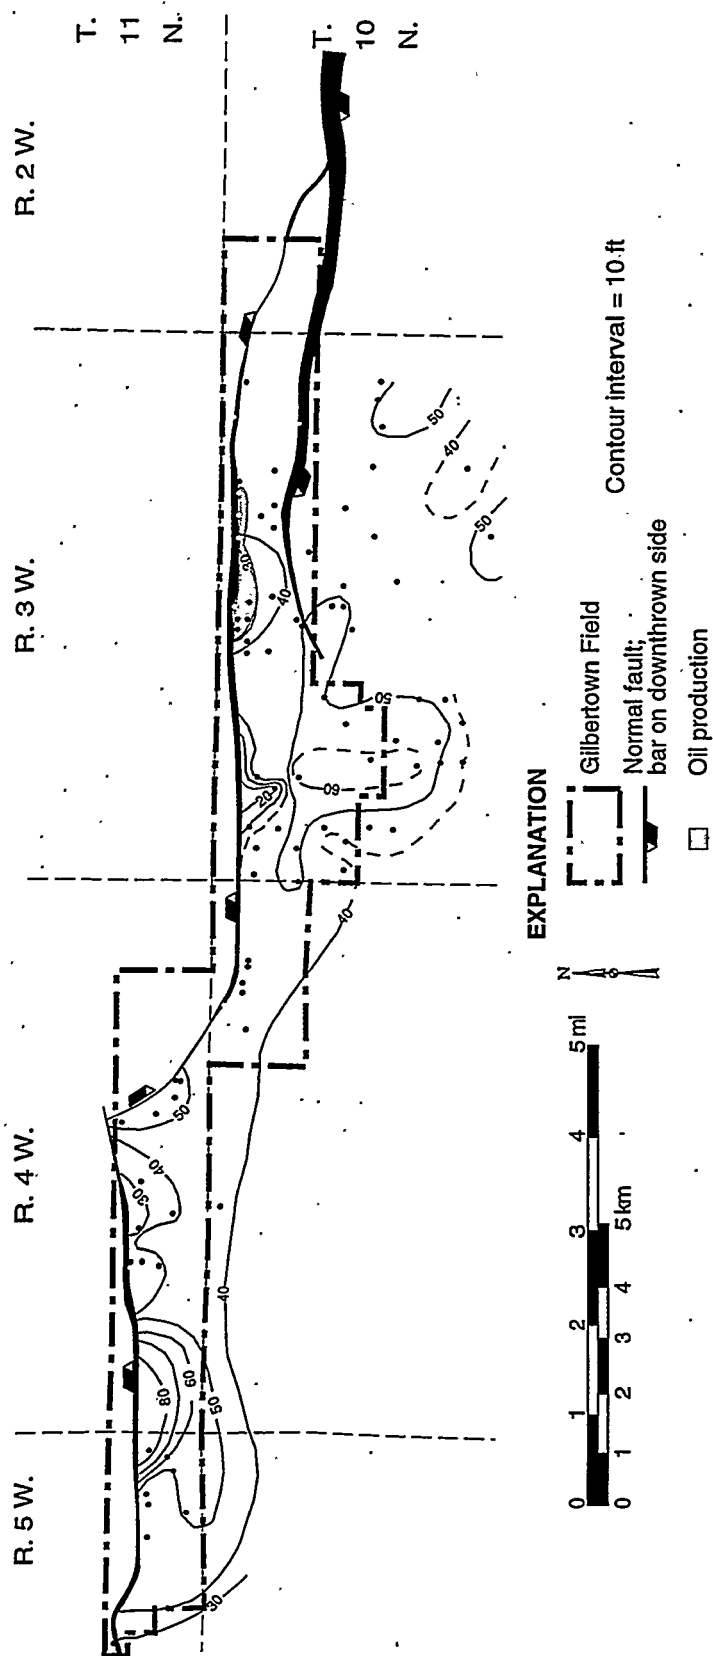 R. 5 W.
R. 4 W.
R. 3 W.
R. 2 W.
T.
11
N.
T.
10
N.
30
80
60
50
40
30
40
50
40
20
60
50
30
40
50
40
50
0 1 2 3 4 5 mi
0 1 2 3 4 5 km
N
EXPLANATION
Gilbertown Field
Normal fault;
bar on downthrown side
Oil production
Contour interval = 10 ft